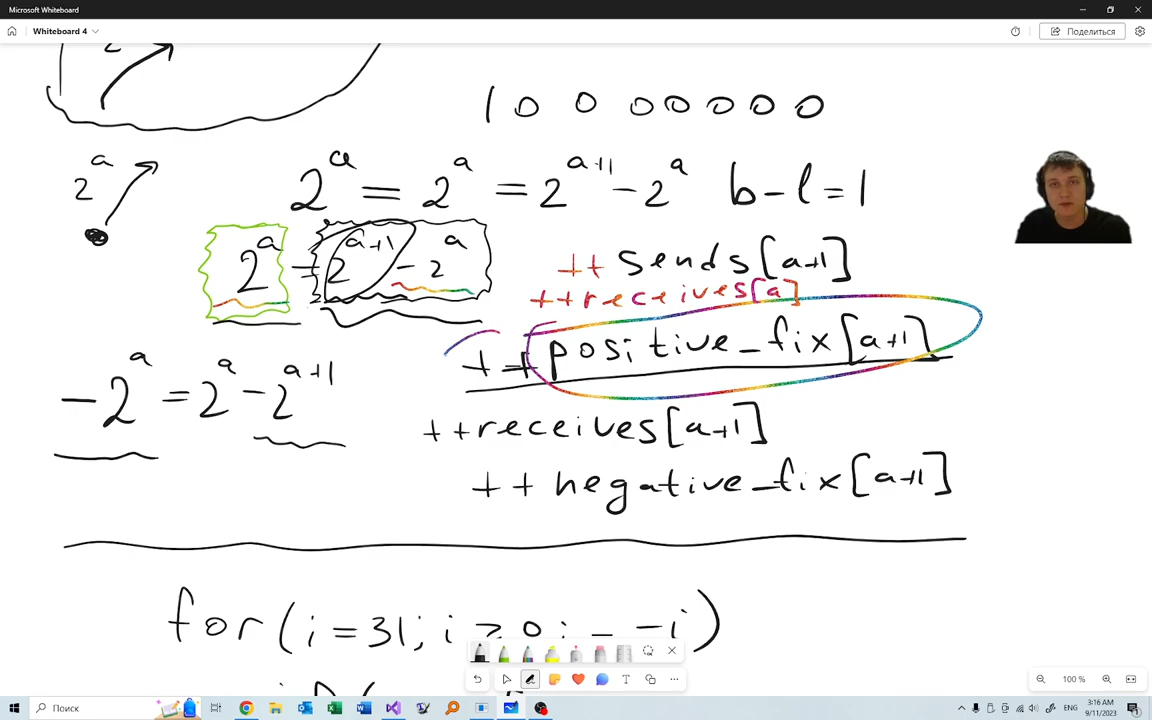 Microsoft Whiteboard
Whiteboard 4
Поделиться
1 0 0 0 0 0 0 0
2^a
2^a = 2^a = 2^{a+1} - 2^a b - l = 1
2^a - 2^{a+1} - 2^a
++ sends[a+1]
++receives[a]
++positive_fix[a+1]
-2^a = 2^a - 2^{a+1}
++receives[a+1]
++negative_fix[a+1]
for(i=31; i≥0; --i)
100 %
Поиск
ENG
3:16 AM
9/11/2023